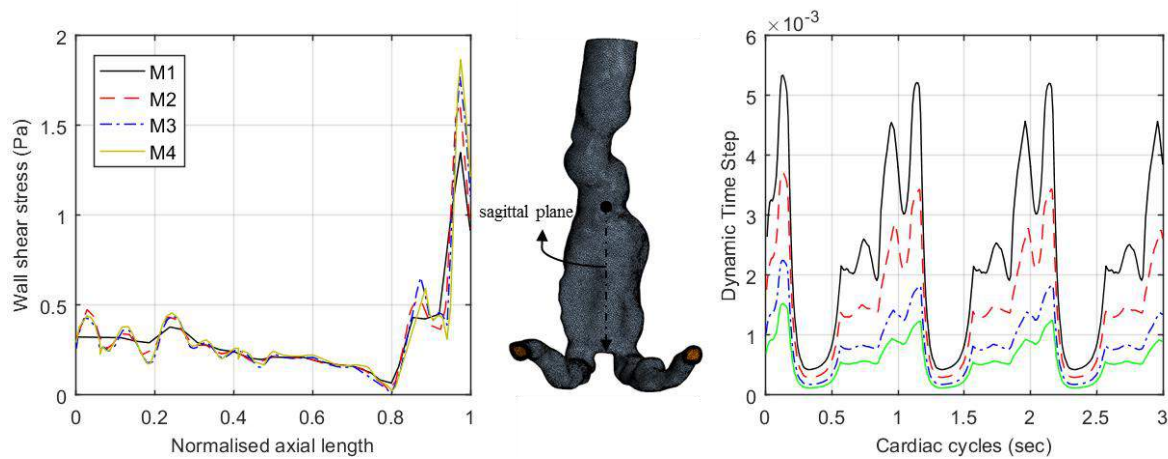 Wall shear stress (Pa)
2
1.5
1
0.5
0
0 0.2 0.4 0.6 0.8 1
Normalised axial length
M1
M2
M3
M4
sagittal plane
×10⁻³
Dynamic Time Step
6
5
4
3
2
1
0
0 0.5 1 1.5 2 2.5 3
Cardiac cycles (sec)